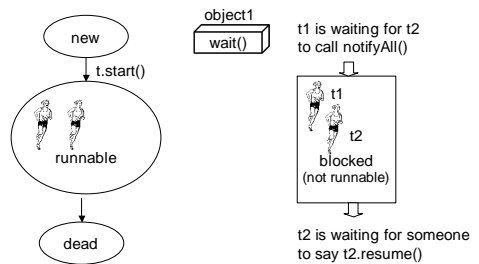 new
t.start()
runnable
dead
object1
wait()
t1 is waiting for t2
to call notifyAll()
t1
t2
blocked
(not runnable)
t2 is waiting for someone
to say t2.resume()